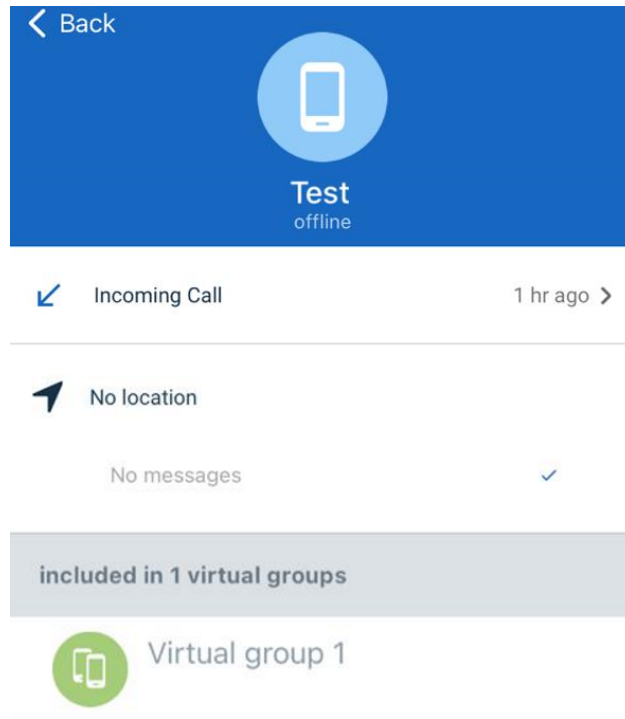 Back
Test
offline
Incoming Call 1 hr ago
No location
No messages
included in 1 virtual groups
Virtual group 1